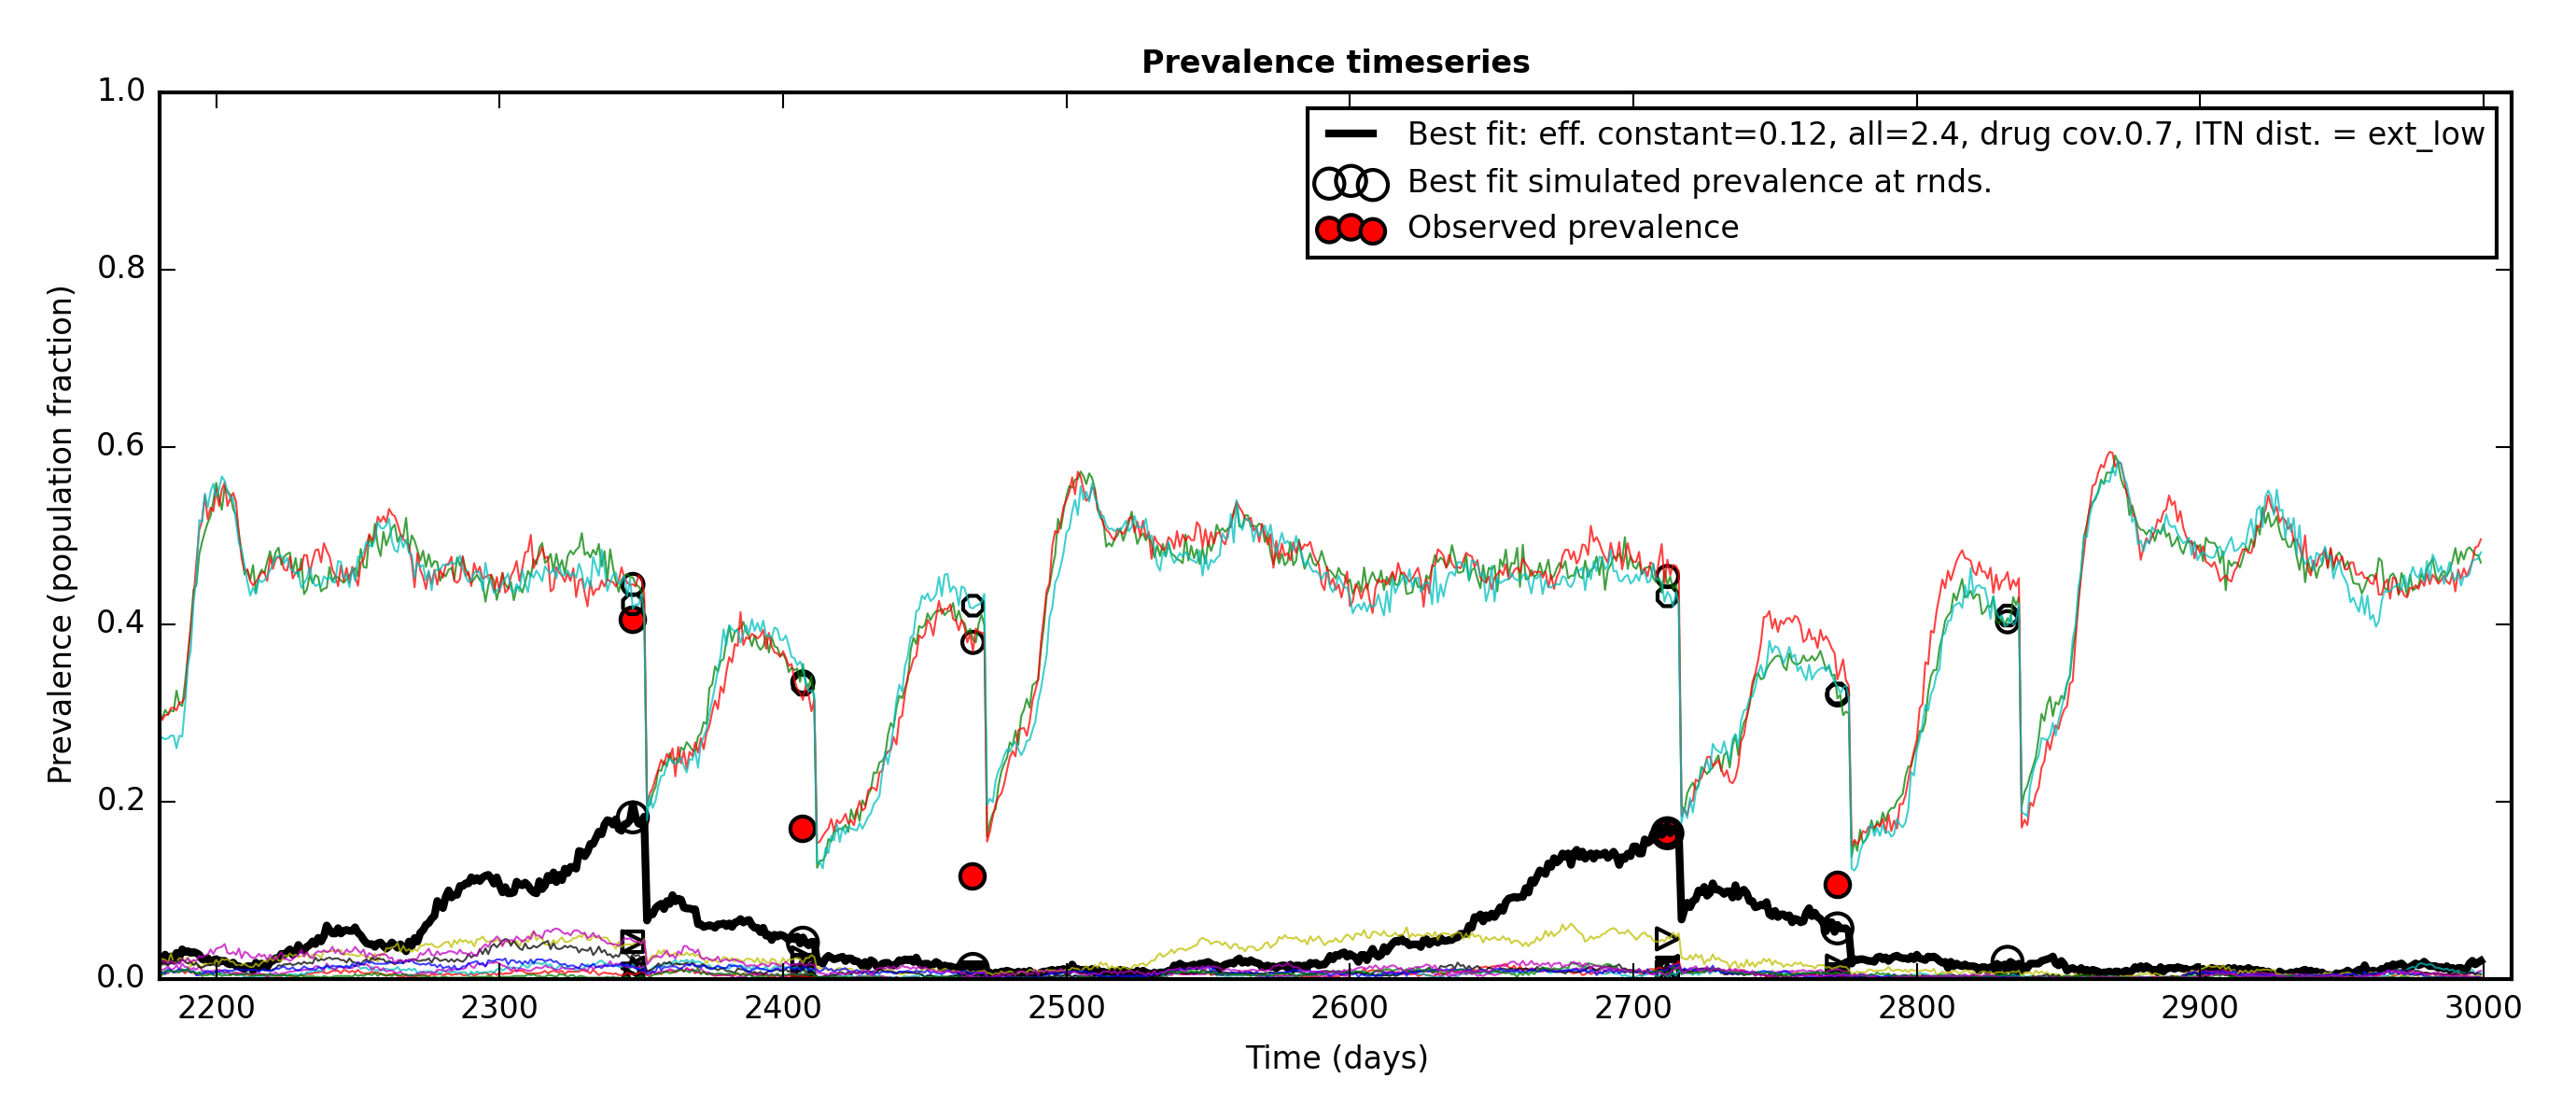 Prevalence timeseries
1.0
0.8
0.6
0.4
0.2
0.0
Prevalence (population fraction)
Best fit: eff. constant=0.12, all=2.4, drug cov.0.7, ITN dist. = ext_low
Best fit simulated prevalence at rnds.
Observed prevalence
2200 2300 2400 2500 2600 2700 2800 2900 3000
Time (days)